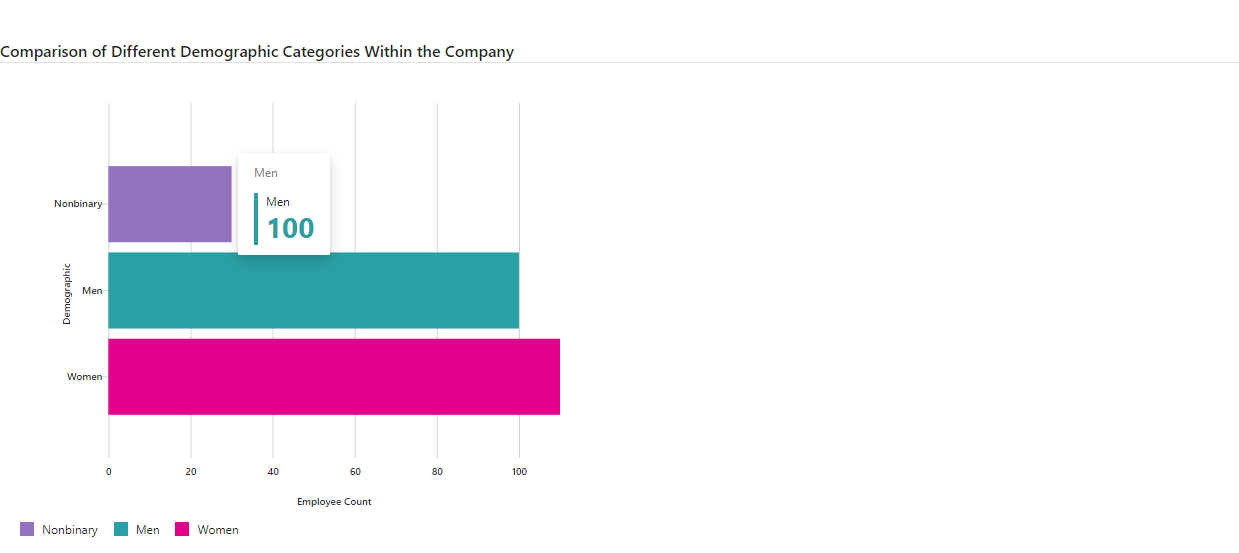 Comparison of Different Demographic Categories Within the Company
Men
Men
100
Nonbinary
Men
Women
Demographic
0 20 40 60 80 100
Employee Count
Nonbinary Men Women